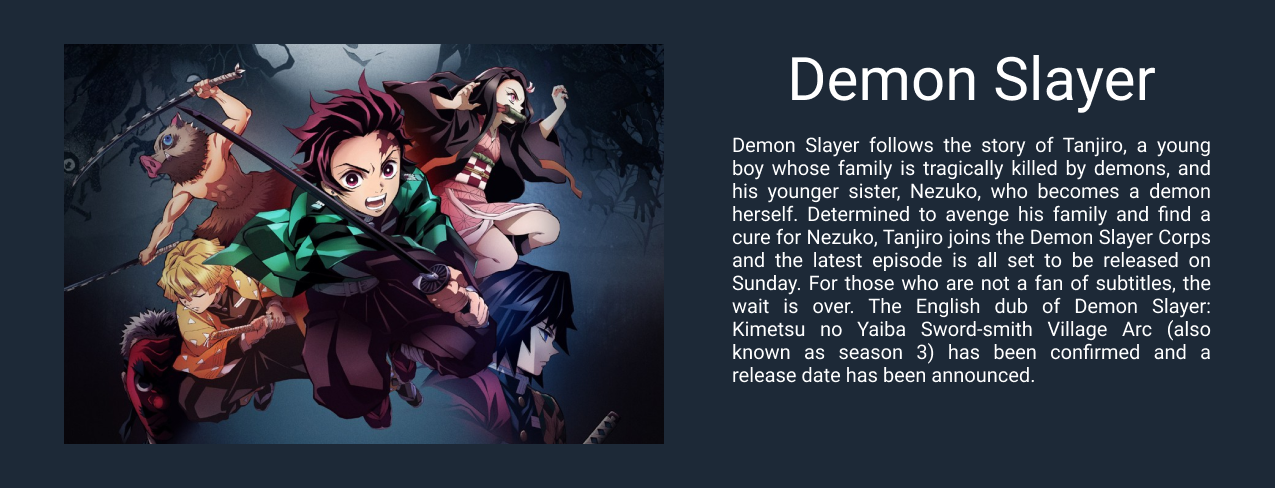 Demon Slayer
Demon Slayer follows the story of Tanjiro, a young
boy whose family is tragically killed by demons, and
his younger sister, Nezuko, who becomes a demon
herself. Determined to avenge his family and find a
cure for Nezuko, Tanjiro joins the Demon Slayer Corps
and the latest episode is all set to be released on
Sunday. For those who are not a fan of subtitles, the
wait is over. The English dub of Demon Slayer:
Kimetsu no Yaiba Sword-smith Village Arc (also
known as season 3) has been confirmed and a
release date has been announced.